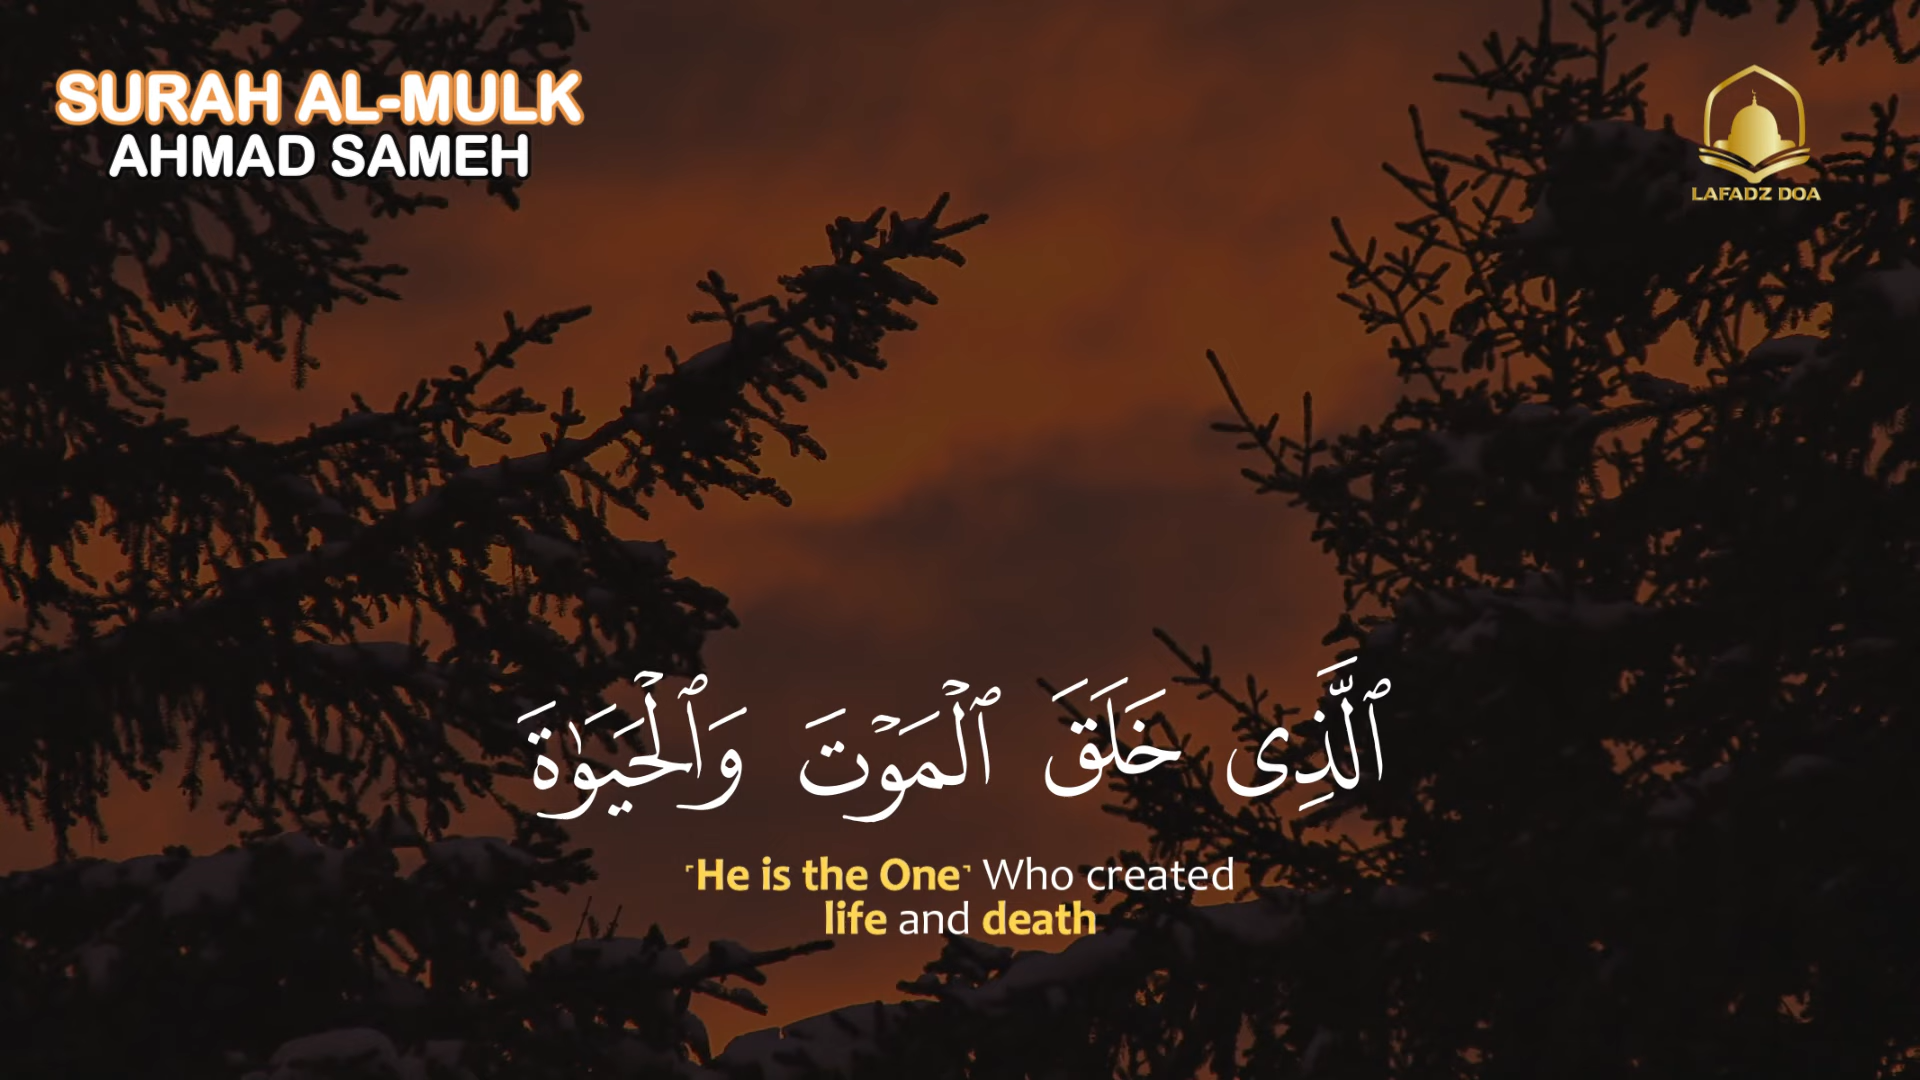 SURAH AL-MULK
AHMAD SAMEH
LAFADZ DOA
ٱلَّذِى خَلَقَ ٱلْمَوْتَ وَٱلْحَيَوٰةَ
˹He is the One˺ Who created
life and death